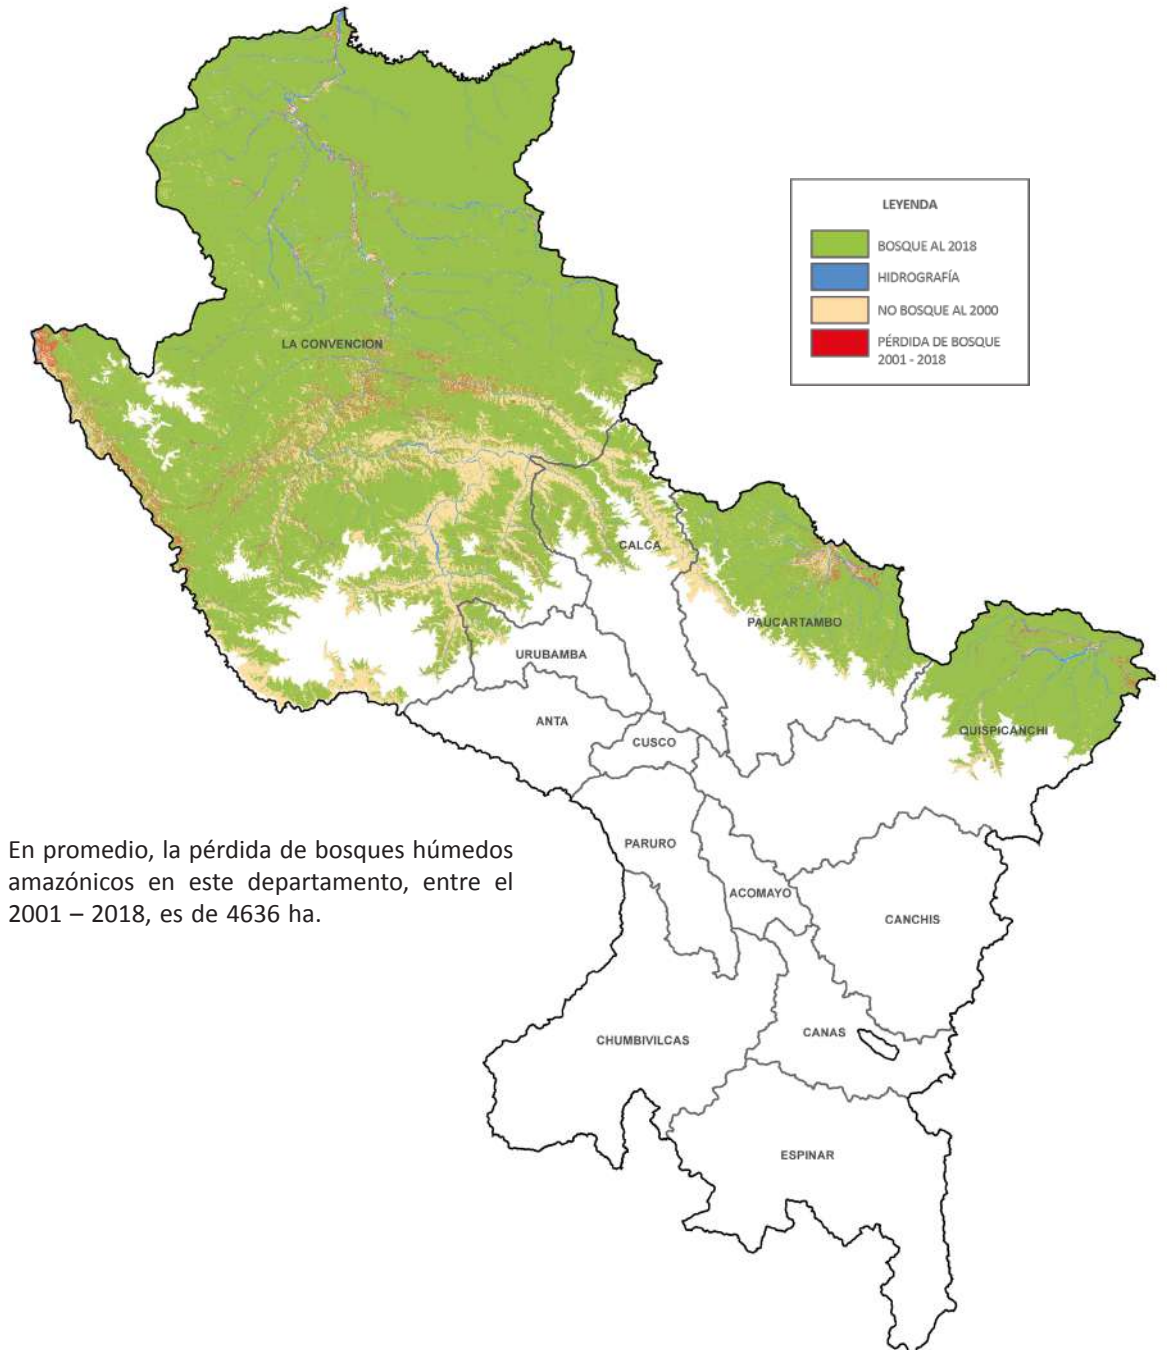 LEYENDA
BOSQUE AL 2018
HIDROGRAFÍA
NO BOSQUE AL 2000
PÉRDIDA DE BOSQUE
2001 - 2018
LA CONVENCION
CALCA
PAUCARTAMBO
URUBAMBA
ANTA
CUSCO
QUISPICANCHI
PARURO
ACOMAYO
CANCHIS
CHUMBIVILCAS
CANAS
ESPINAR
En promedio, la pérdida de bosques húmedos
amazónicos en este departamento, entre el
2001 – 2018, es de 4636 ha.